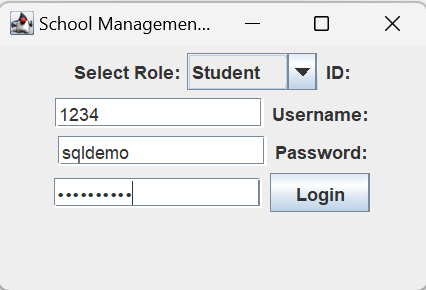 School Managemen...
Select Role: Student ID:
1234 Username:
sqldemo Password:
•••••••••• Login